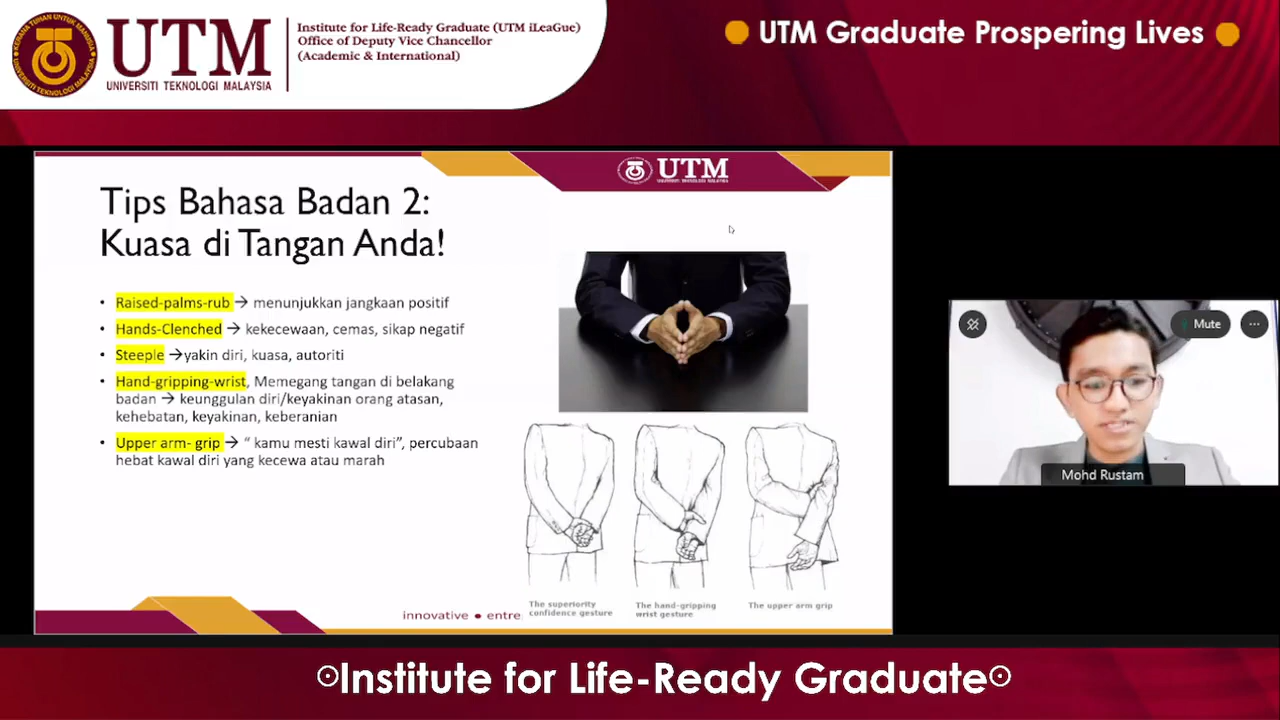 UTM
UNIVERSITI TEKNOLOGI MALAYSIA
Institute for Life-Ready Graduate (UTM iLeaGue)
Office of Deputy Vice Chancellor
(Academic & International)
UTM Graduate Prospering Lives
UTM
UNIVERSITI TEKNOLOGI MALAYSIA
Tips Bahasa Badan 2:
Kuasa di Tangan Anda!
• Raised-palms-rub → menunjukkan jangkaan positif
• Hands-Clenched → kekecewaan, cemas, sikap negatif
• Steeple →yakin diri, kuasa, autoriti
• Hand-gripping-wrist, Memegang tangan di belakang
badan → keunggulan diri/keyakinan orang atasan,
kehebatan, keyakinan, keberanian
• Upper arm- grip → “ kamu mesti kawal diri”, percubaan
hebat kawal diri yang kecewa atau marah
The superiority
confidence gesture
The hand-gripping
wrist gesture
The upper arm grip
innovative ● entre
Mute
Mohd Rustam
Institute for Life-Ready Graduate